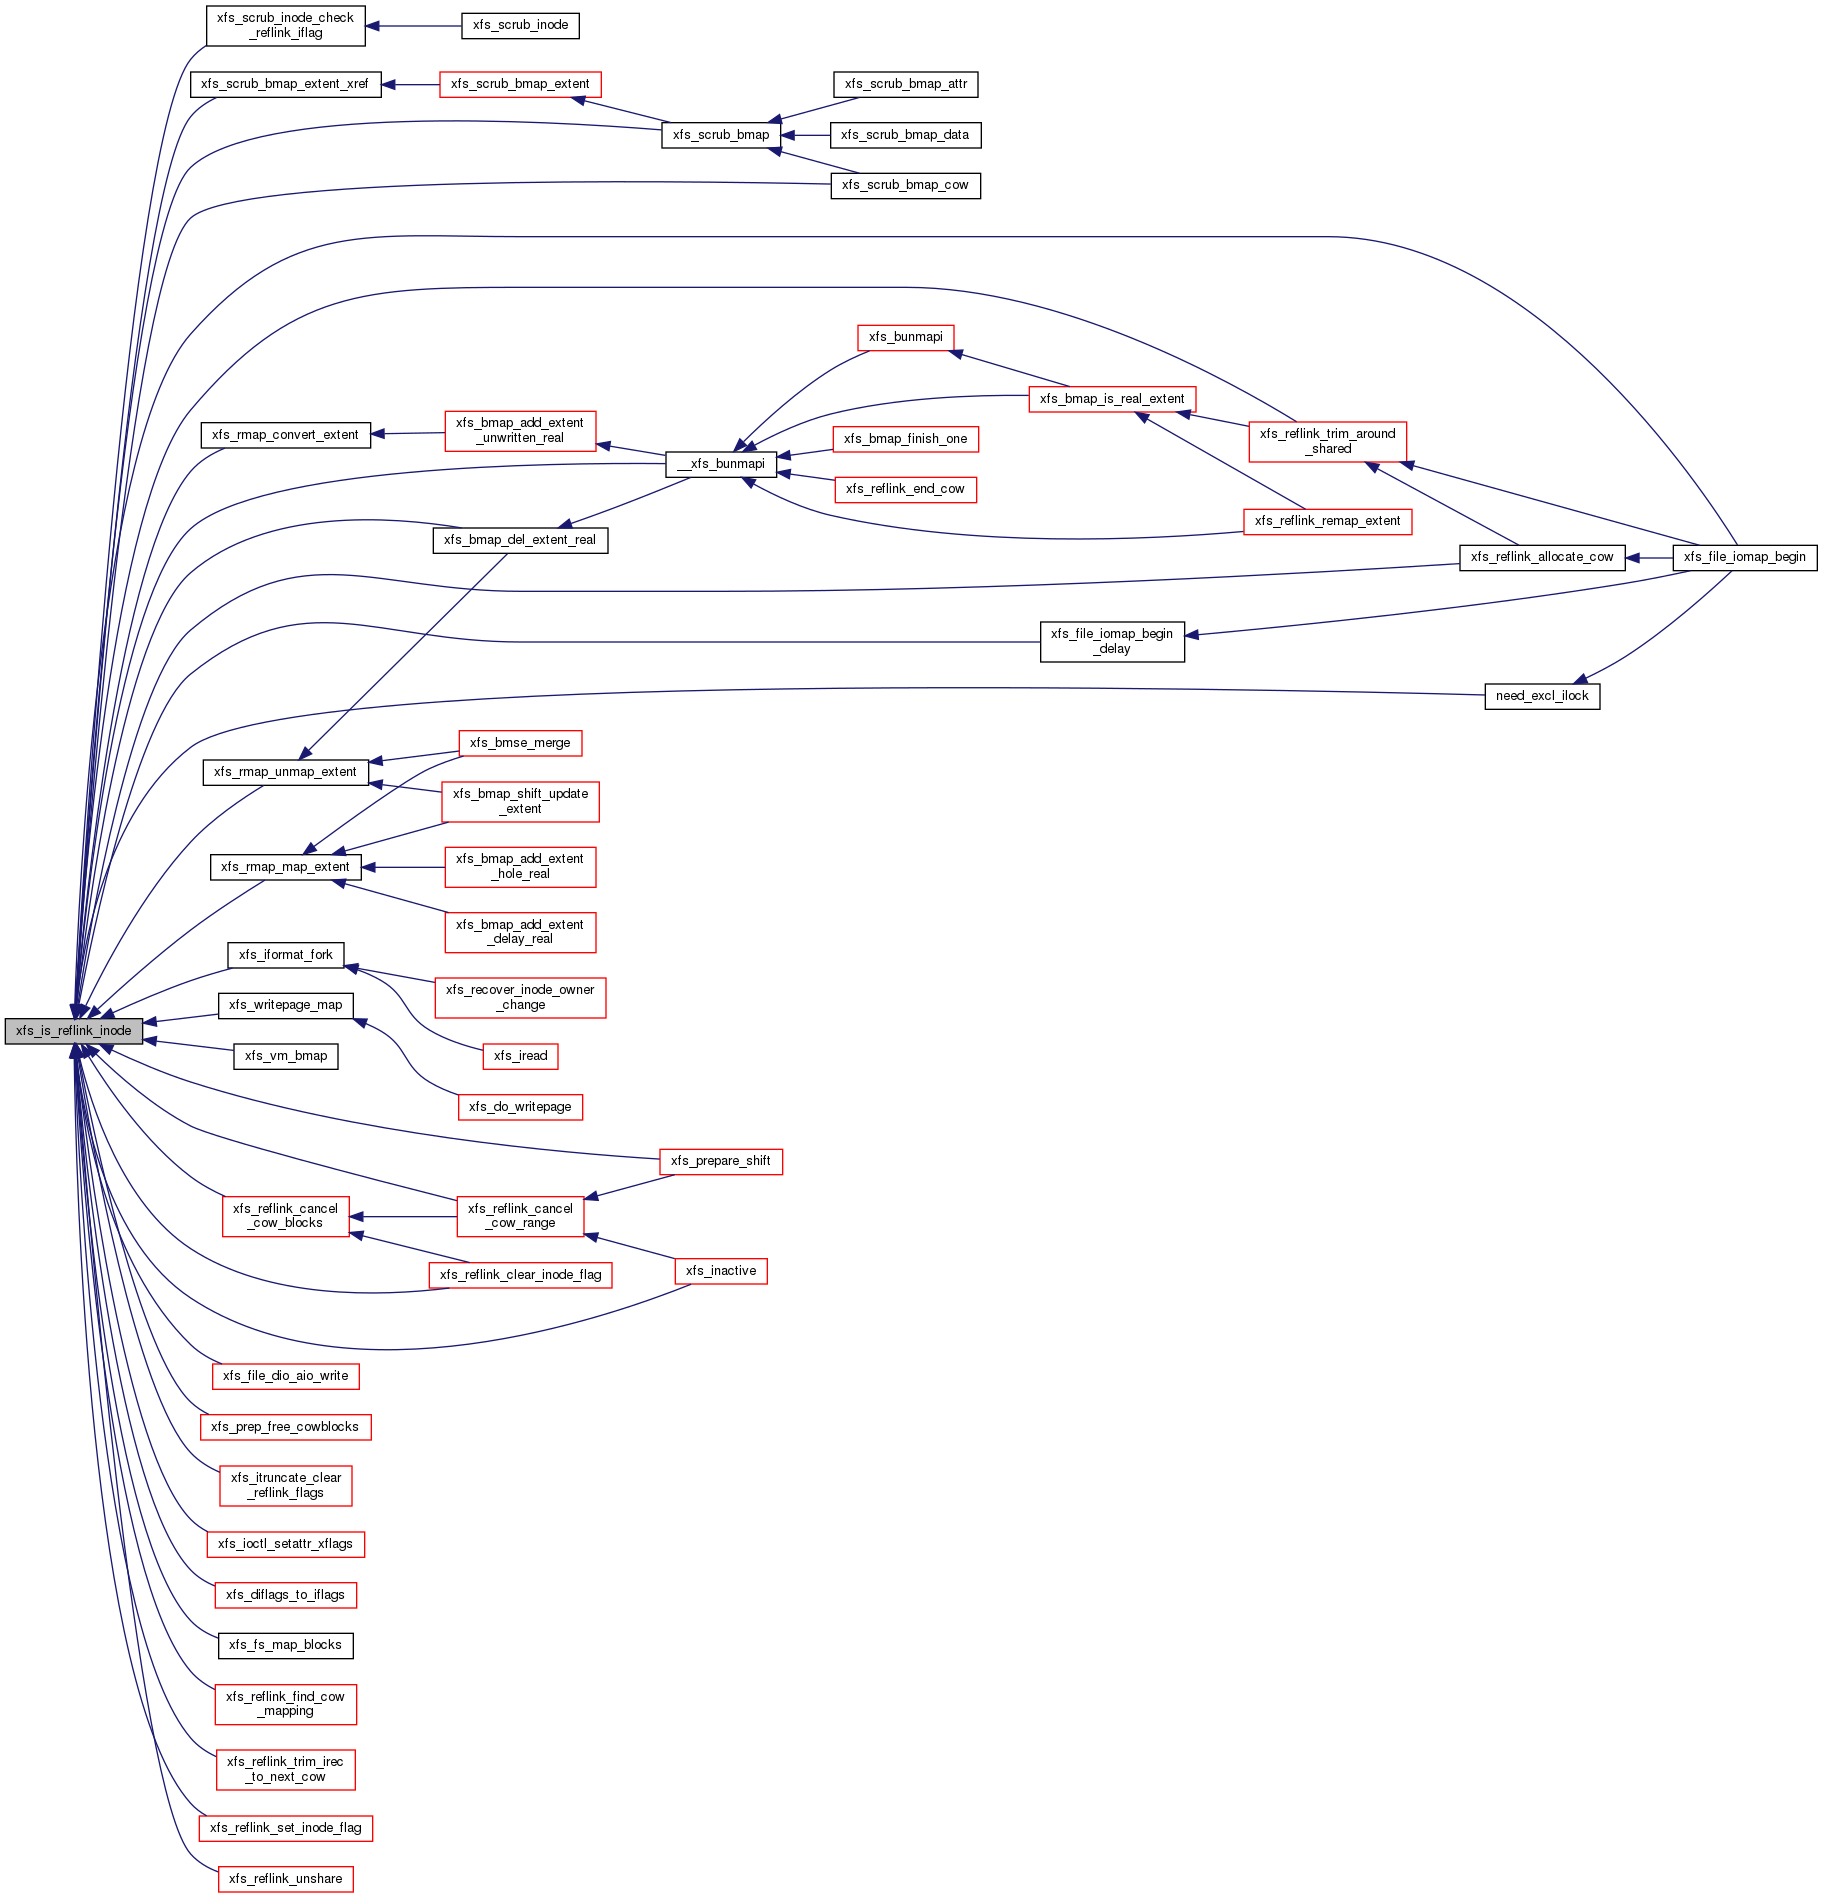 xfs_scrub_inode_check
_reflink_iflag
xfs_scrub_inode
xfs_scrub_bmap_extent_xref
xfs_scrub_bmap_extent
xfs_scrub_bmap_attr
xfs_scrub_bmap
xfs_scrub_bmap_data
xfs_scrub_bmap_cow
xfs_bunmapi
xfs_bmap_is_real_extent
xfs_rmap_convert_extent
xfs_bmap_add_extent
_unwritten_real
xfs_bmap_finish_one
xfs_reflink_trim_around
_shared
__xfs_bunmapi
xfs_reflink_end_cow
xfs_reflink_remap_extent
xfs_bmap_del_extent_real
xfs_reflink_allocate_cow
xfs_file_iomap_begin
xfs_file_iomap_begin
_delay
need_excl_ilock
xfs_bmse_merge
xfs_rmap_unmap_extent
xfs_bmap_shift_update
_extent
xfs_rmap_map_extent
xfs_bmap_add_extent
_hole_real
xfs_bmap_add_extent
_delay_real
xfs_iformat_fork
xfs_recover_inode_owner
_change
xfs_writepage_map
xfs_is_reflink_inode
xfs_vm_bmap
xfs_iread
xfs_do_writepage
xfs_prepare_shift
xfs_reflink_cancel
_cow_blocks
xfs_reflink_cancel
_cow_range
xfs_reflink_clear_inode_flag
xfs_inactive
xfs_file_dio_aio_write
xfs_prep_free_cowblocks
xfs_itruncate_clear
_reflink_flags
xfs_ioctl_setattr_xflags
xfs_diflags_to_iflags
xfs_fs_map_blocks
xfs_reflink_find_cow
_mapping
xfs_reflink_trim_irec
_to_next_cow
xfs_reflink_set_inode_flag
xfs_reflink_unshare